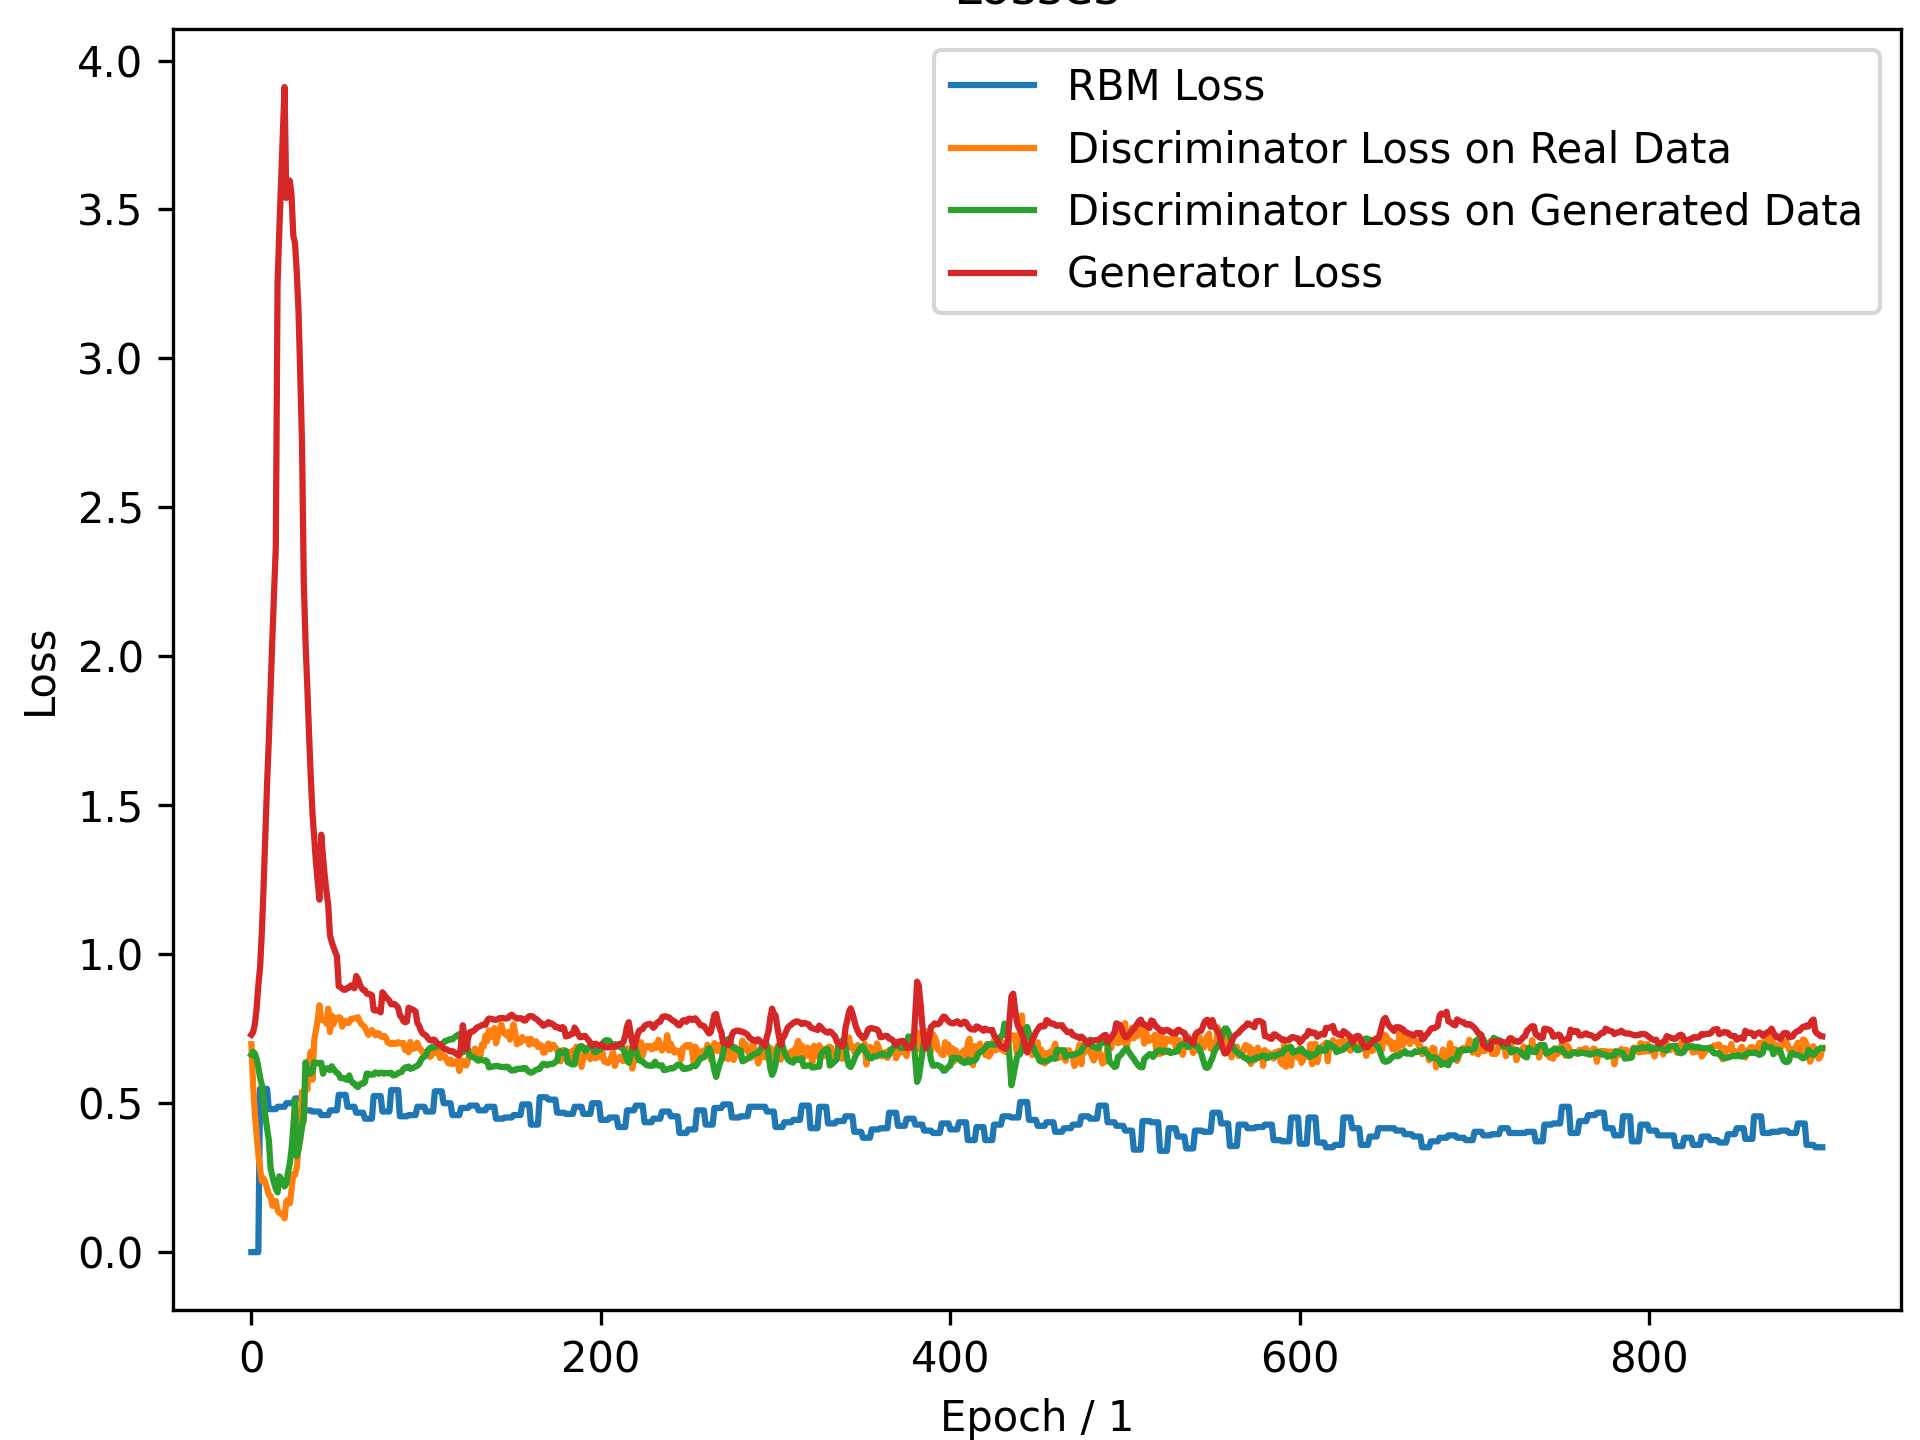 Losses
4.0
3.5
3.0
2.5
2.0
1.5
1.0
0.5
0.0
Loss
RBM Loss
Discriminator Loss on Real Data
Discriminator Loss on Generated Data
Generator Loss
0 200 400 600 800
Epoch / 1